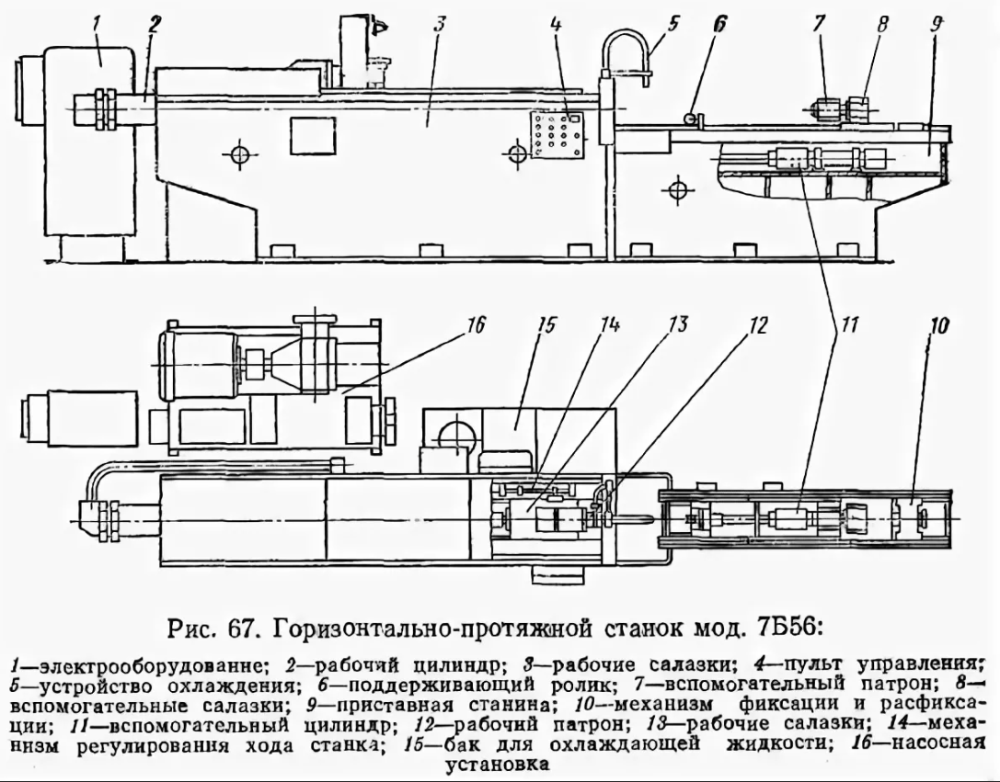 1 2 3 4 5 6 7 8 9
16 15 14 13 12 11 10
Рис. 67. Горизонтально-протяжной станок мод. 7Б56:
1—электрооборудование; 2—рабочий цилиндр; 3—рабочие салазки; 4—пульт управления;
5—устройство охлаждения; 6—поддерживающий ролик; 7—вспомогательный патрон; 8—
вспомогательные салазки; 9—приставная станина; 10—механизм фиксации и расфикса-
ции; 11—вспомогательный цилиндр; 12—рабочий патрон; 13—рабочие салазки; 14—меха-
низм регулирования хода станка; 15—бак для охлаждающей жидкости; 16—насосная
установка